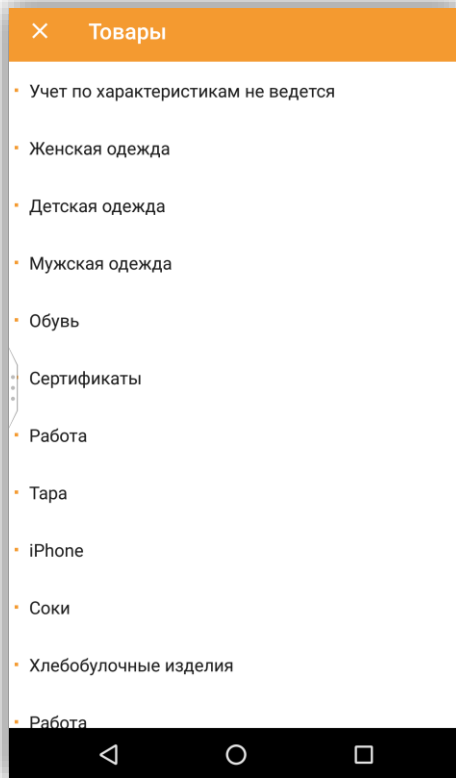 Товары
Учет по характеристикам не ведется
Женская одежда
Детская одежда
Мужская одежда
Обувь
Сертификаты
Работа
Тара
iPhone
Соки
Хлебобулочные изделия
Работа